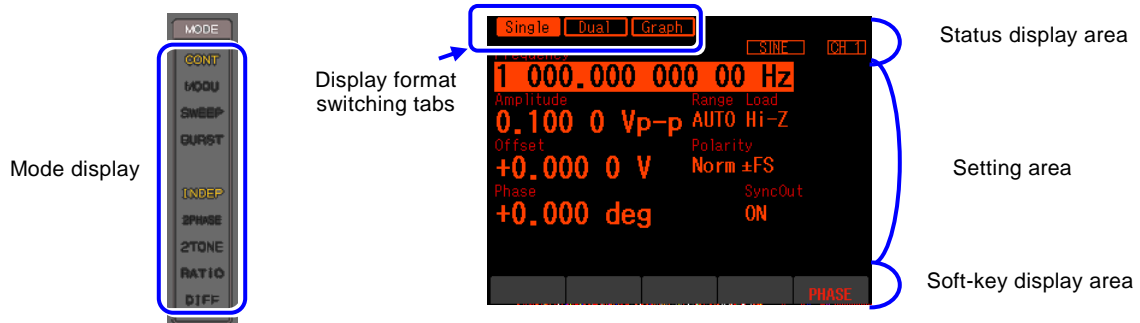 MODE
CONT
MODU
SWEEP
BURST
INDEP
2PHASE
2TONE
RATIO
DIFF
Mode display
Display format
switching tabs
Single Dual Graph
SINE CH 1
Frequency
1 000.000 000 00 Hz
Amplitude Range Load
0.100 0 Vp-p AUTO Hi-Z
Offset Polarity
+0.000 0 V Norm ±FS
Phase SyncOut
+0.000 deg ON
PHASE
Status display area
Setting area
Soft-key display area